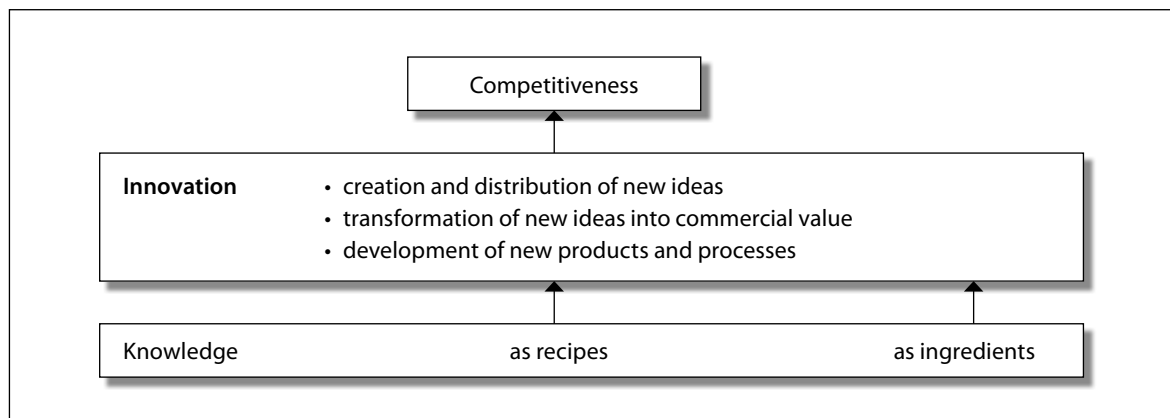 Competitiveness
Innovation • creation and distribution of new ideas
• transformation of new ideas into commercial value
• development of new products and processes
Knowledge as recipes as ingredients